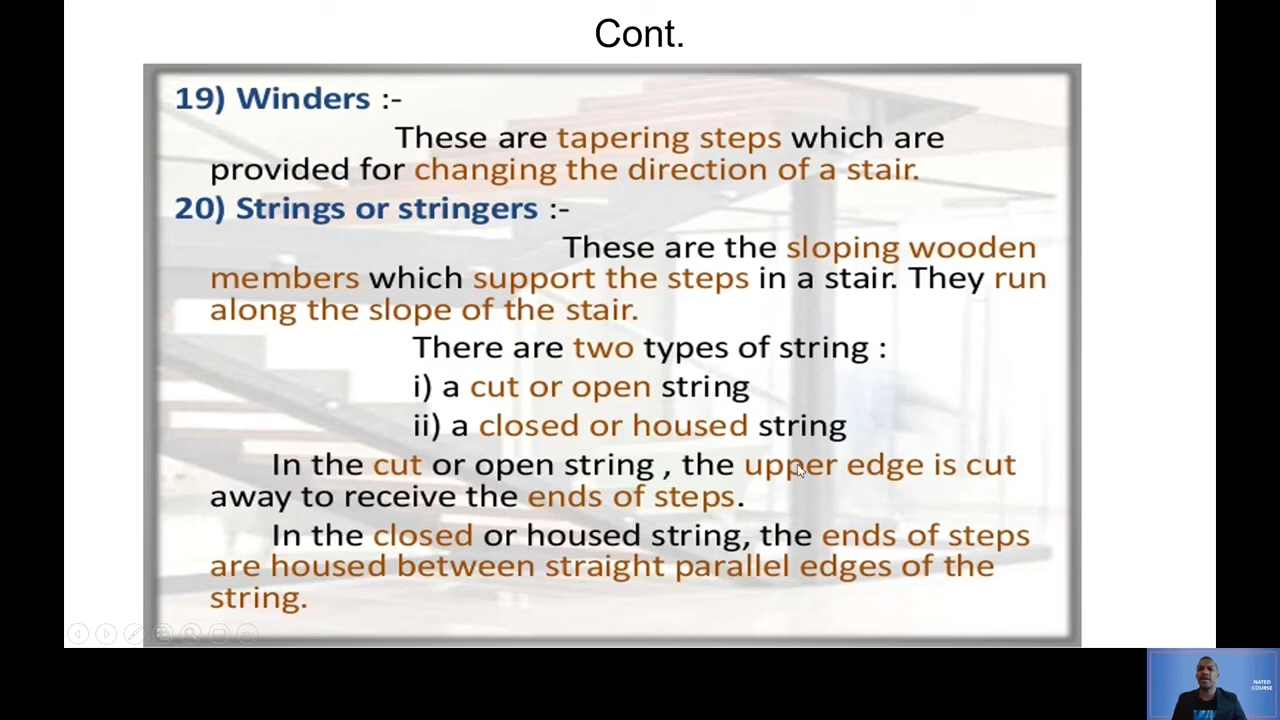 Cont.
19) Winders :-
These are tapering steps which are
provided for changing the direction of a stair.
20) Strings or stringers :-
These are the sloping wooden
members which support the steps in a stair. They run
along the slope of the stair.
There are two types of string :
i) a cut or open string
ii) a closed or housed string
In the cut or open string , the upper edge is cut
away to receive the ends of steps.
In the closed or housed string, the ends of steps
are housed between straight parallel edges of the
string.
NATED
COURSE